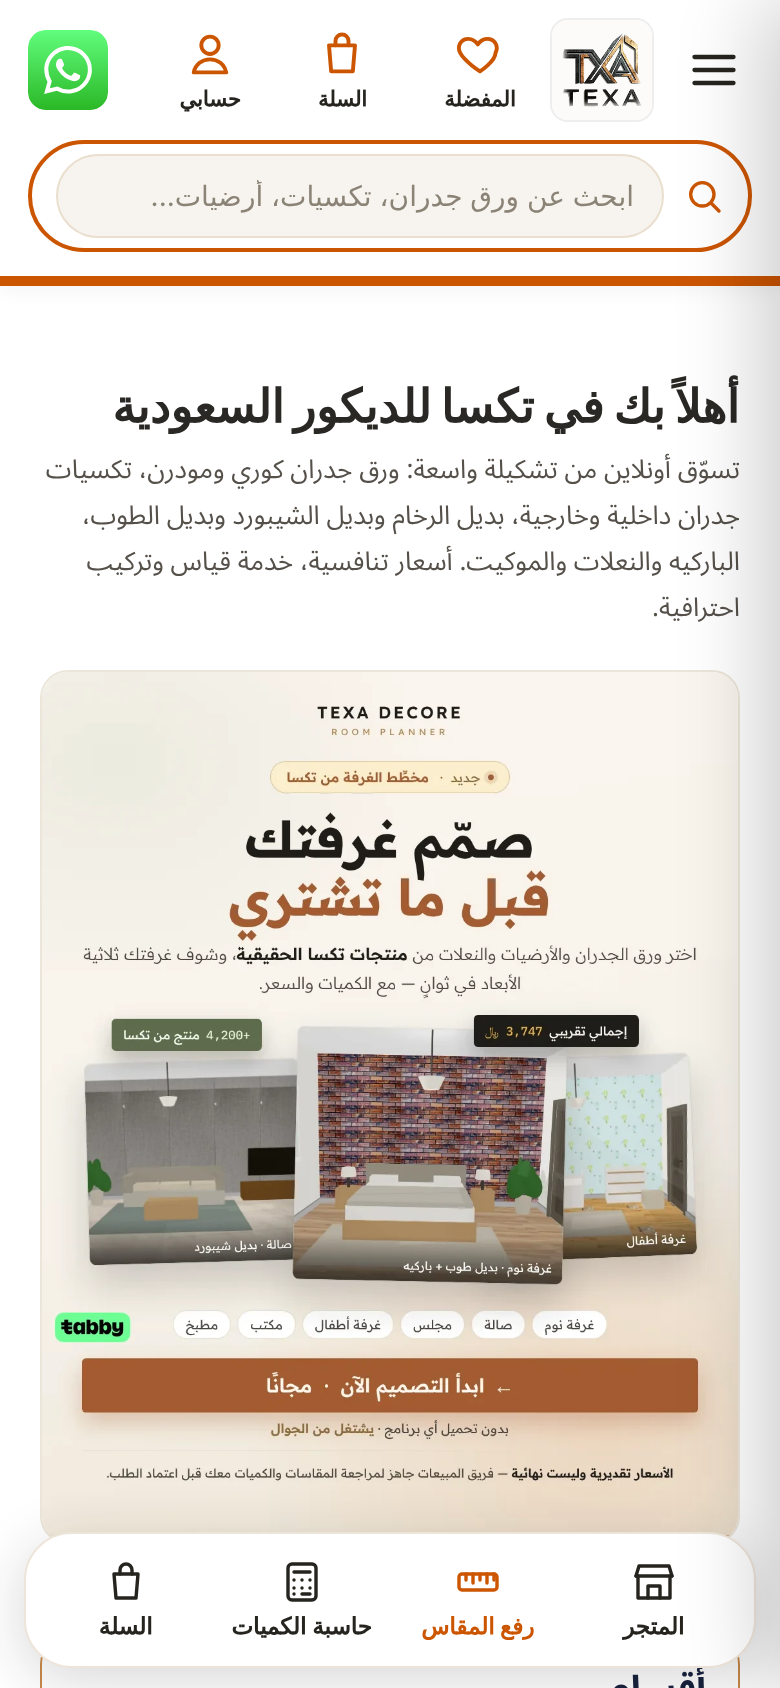 TXA
TEXA
المفضلة
السلة
حسابي
ابحث عن ورق جدران، تكسيات، أرضيات...
أهلاً بك في تكسا للديكور السعودية
تسوّق أونلاين من تشكيلة واسعة: ورق جدران كوري ومودرن، تكسيات
جدران داخلية وخارجية، بديل الرخام وبديل الشيبورد وبديل الطوب،
الباركيه والنعلات والموكيت. أسعار تنافسية، خدمة قياس وتركيب
احترافية.
TEXA DECORE
ROOM PLANNER
جديد · مخطّط الغرفة من تكسا
صمّم غرفتك
قبل ما تشتري
اختر ورق الجدران والأرضيات والنعلات من منتجات تكسا الحقيقية، وشوف غرفتك ثلاثية
الأبعاد في ثوانٍ — مع الكميات والسعر.
إجمالي تقريبي 3,747 ﷼
+4,200 منتج من تكسا
غرفة أطفال
غرفة نوم · بديل طوب + باركيه
صالة · بديل شيبورد
غرفة نوم
صالة
مجلس
غرفة أطفال
مكتب
مطبخ
tabby
← ابدأ التصميم الآن · مجانًا
بدون تحميل أي برنامج · يشتغل من الجوال
الأسعار تقديرية وليست نهائية — فريق المبيعات جاهز لمراجعة المقاسات والكميات معك قبل اعتماد الطلب.
المتجر
رفع المقاس
حاسبة الكميات
السلة